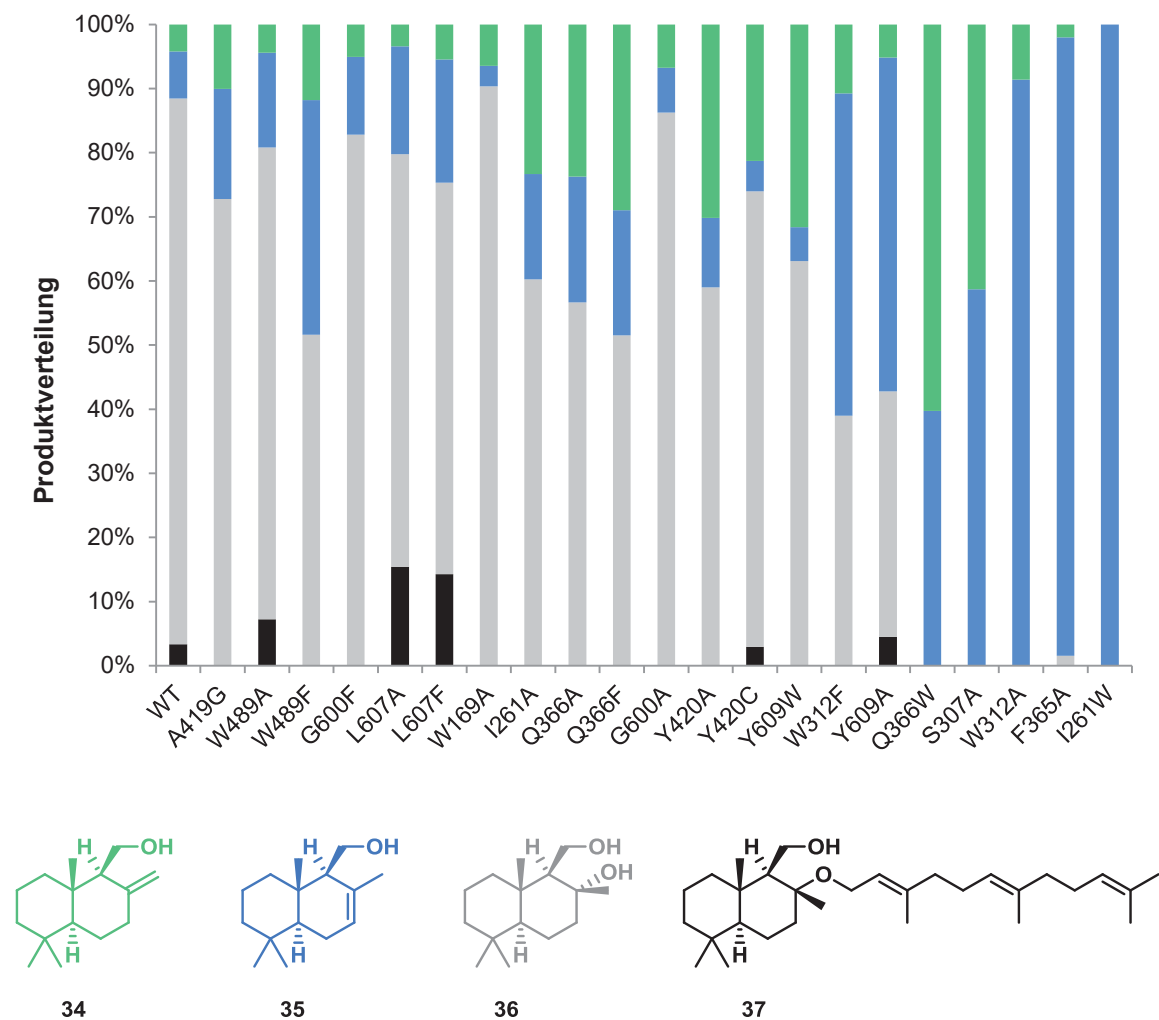 100%
90%
80%
70%
60%
50%
40%
30%
20%
10%
0%
Produktverteilung
WT
A419G
W489A
W489F
G600F
L607A
L607F
W169A
I261A
Q366A
Q366F
G600A
Y420A
Y420C
Y609W
W312F
Y609A
Q366W
S307A
W312A
F365A
I261W
H OH
H
34
H OH
H
35
H OH
OH
H
36
H OH
O
H
37